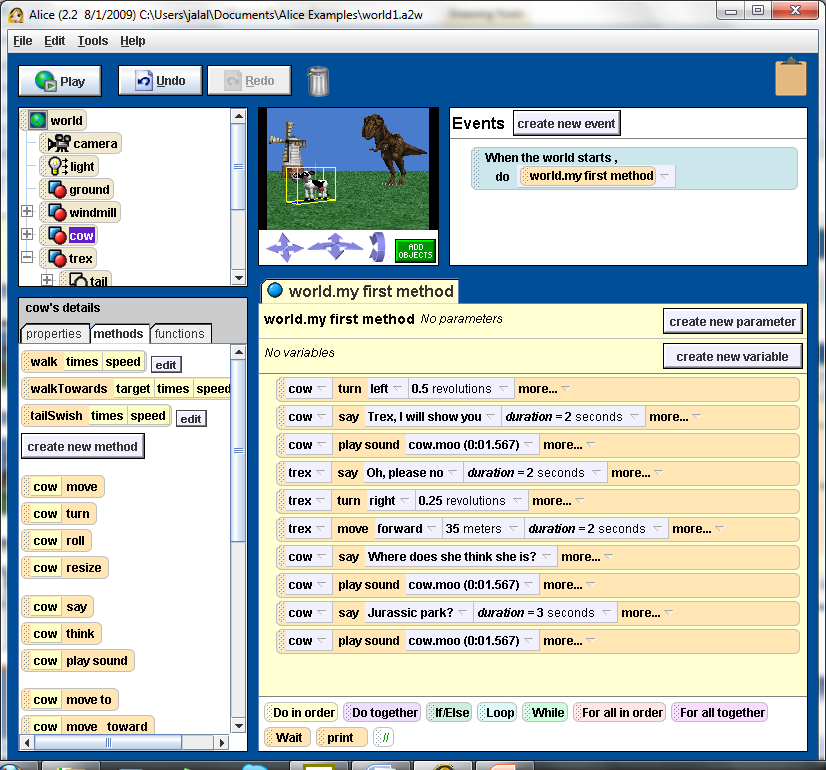 Alice (2.2 8/1/2009) C:\Users\jalal\Documents\Alice Examples\world1.a2w
File Edit Tools Help
Play Undo Redo
world
camera
light
ground
windmill
cow
trex
tail
ADD OBJECTS
Events create new event
When the world starts ,
do world.my first method
cow's details
properties methods functions
walk times speed edit
walkTowards target times speed
tailSwish times speed edit
create new method
cow move
cow turn
cow roll
cow resize
cow say
cow think
cow play sound
cow move to
cow move toward
world.my first method
world.my first method No parameters create new parameter
No variables create new variable
cow turn left 0.5 revolutions more...
cow say Trex, I will show you duration = 2 seconds more...
cow play sound cow.moo (0:01.567) more...
trex say Oh, please no duration = 2 seconds more...
trex turn right 0.25 revolutions more...
trex move forward 35 meters duration = 2 seconds more...
cow say Where does she think she is? more...
cow play sound cow.moo (0:01.567) more...
cow say Jurassic park? duration = 3 seconds more...
cow play sound cow.moo (0:01.567) more...
Do in order Do together If/Else Loop While For all in order For all together
Wait print //